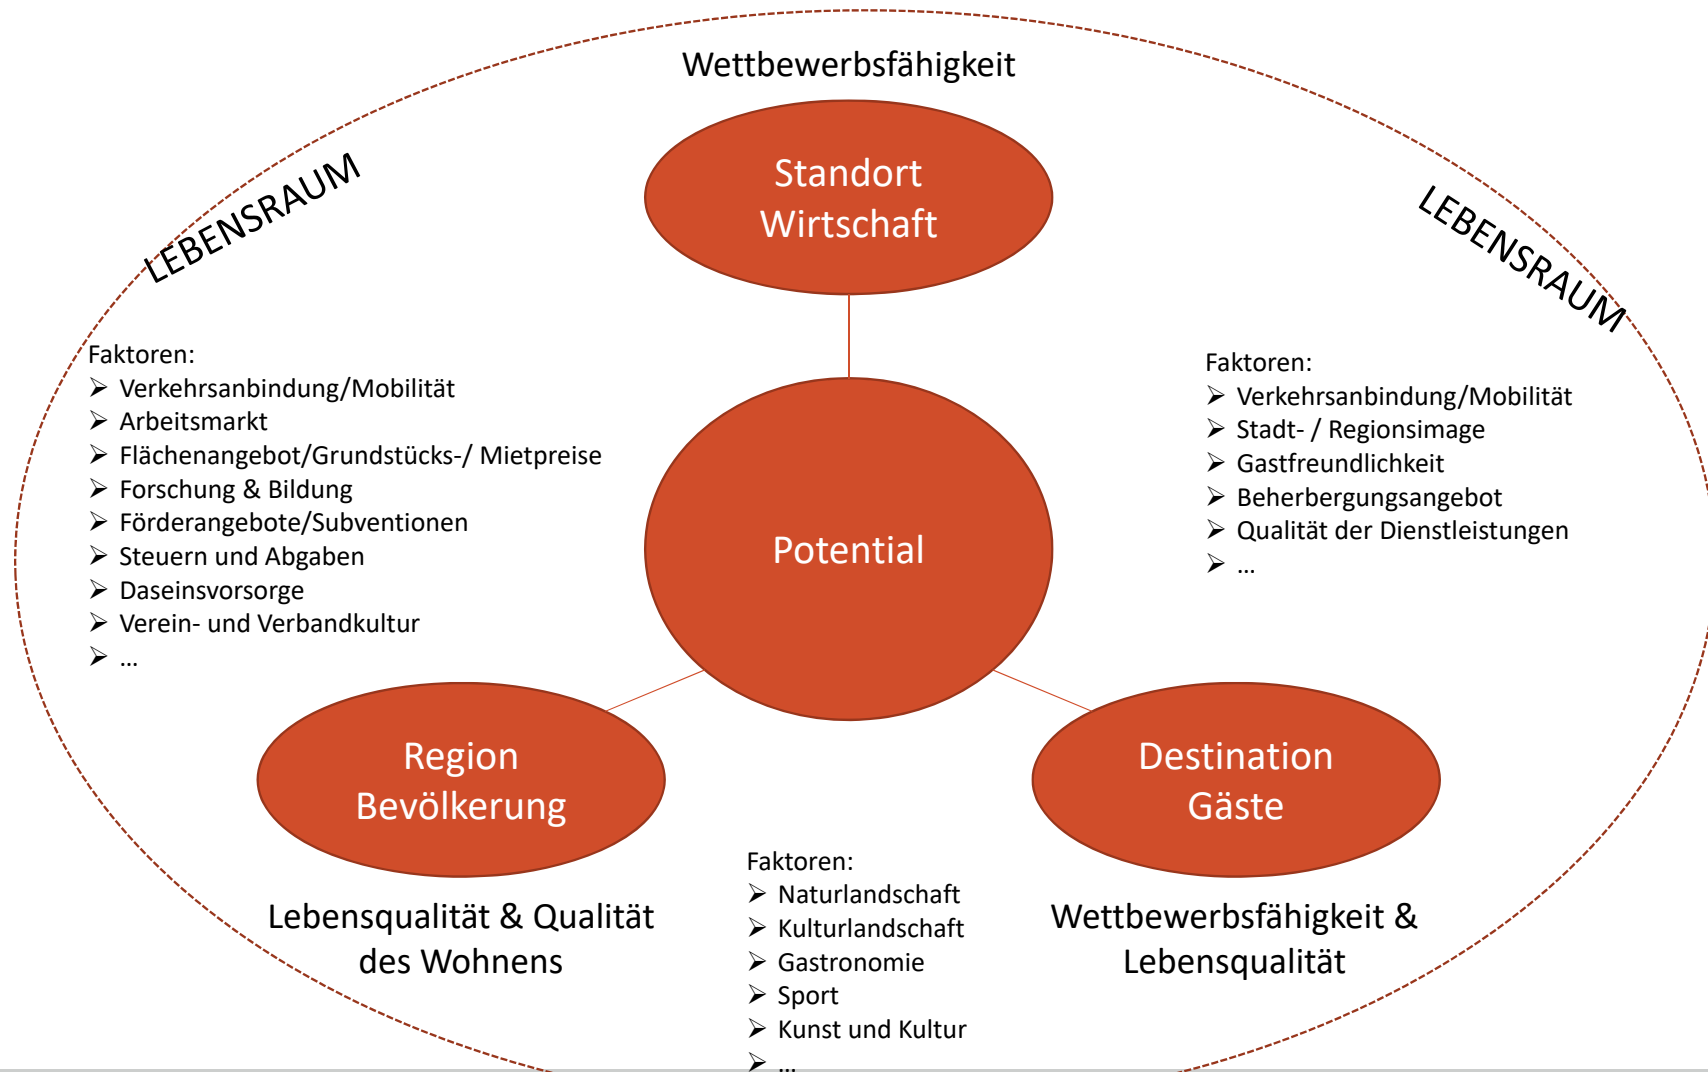 Wettbewerbsfähigkeit
Standort
Wirtschaft
LEBENSRAUM
LEBENSRAUM
Faktoren:
➢ Verkehrsanbindung/Mobilität
➢ Arbeitsmarkt
➢ Flächenangebot/Grundstücks-/ Mietpreise
➢ Forschung & Bildung
➢ Förderangebote/Subventionen
➢ Steuern und Abgaben
➢ Daseinsvorsorge
➢ Verein- und Verbandkultur
➢ ...
Potential
Faktoren:
➢ Verkehrsanbindung/Mobilität
➢ Stadt- / Regionsimage
➢ Gastfreundlichkeit
➢ Beherbergungsangebot
➢ Qualität der Dienstleistungen
➢ ...
Region
Bevölkerung
Lebensqualität & Qualität
des Wohnens
Faktoren:
➢ Naturlandschaft
➢ Kulturlandschaft
➢ Gastronomie
➢ Sport
➢ Kunst und Kultur
➢ ...
Destination
Gäste
Wettbewerbsfähigkeit &
Lebensqualität